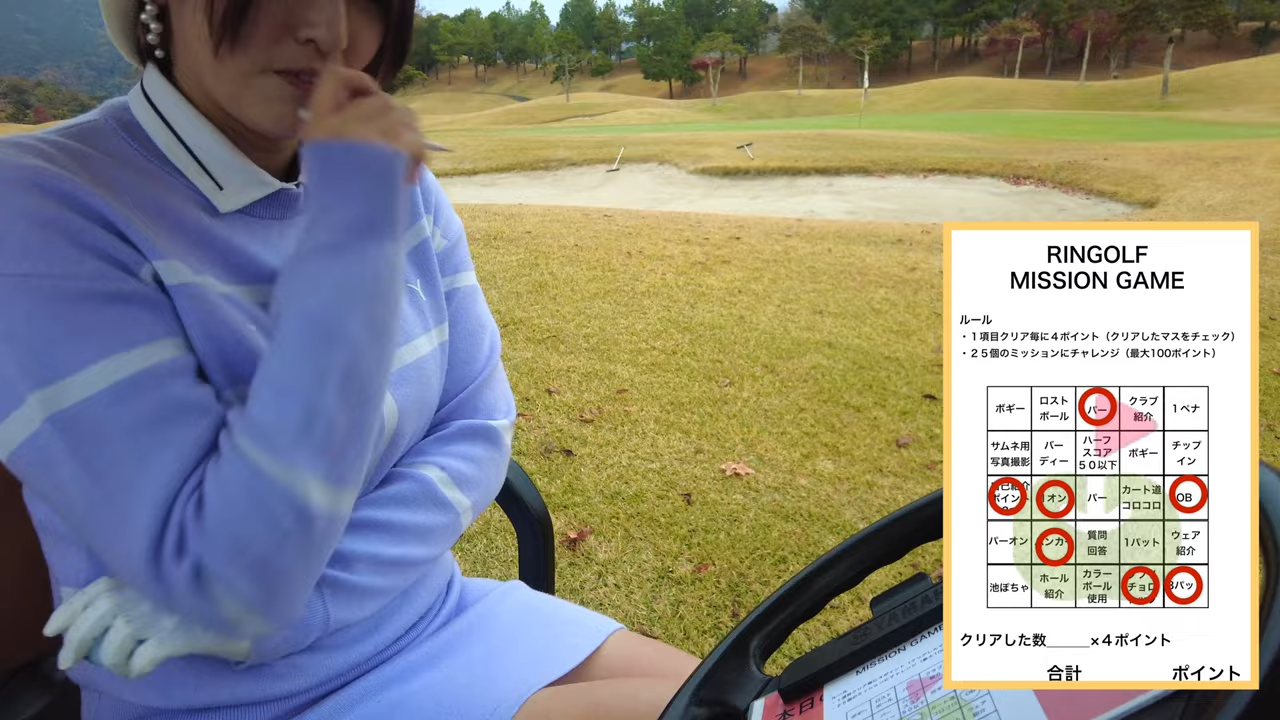 RINGOLF
MISSION GAME
ルール
・1項目クリア毎に4ポイント（クリアしたマスをチェック）
・25個のミッションにチャレンジ（最大100ポイント）
ボギー
ロスト
ボール
パー
クラブ
紹介
1ペナ
サムネ用
写真撮影
バー
ディー
ハーフ
スコア
50以下
ボギー
チップ
イン
ポイン
オン
パー
カート道
コロコロ
OB
パーオン
質問
回答
1パット
ウェア
紹介
池ぽちゃ
ホール
紹介
カラー
ボール
使用
チョロ
3パッ
クリアした数_____×4ポイント
合計
ポイント
YAMA
MISSION GAME
本日